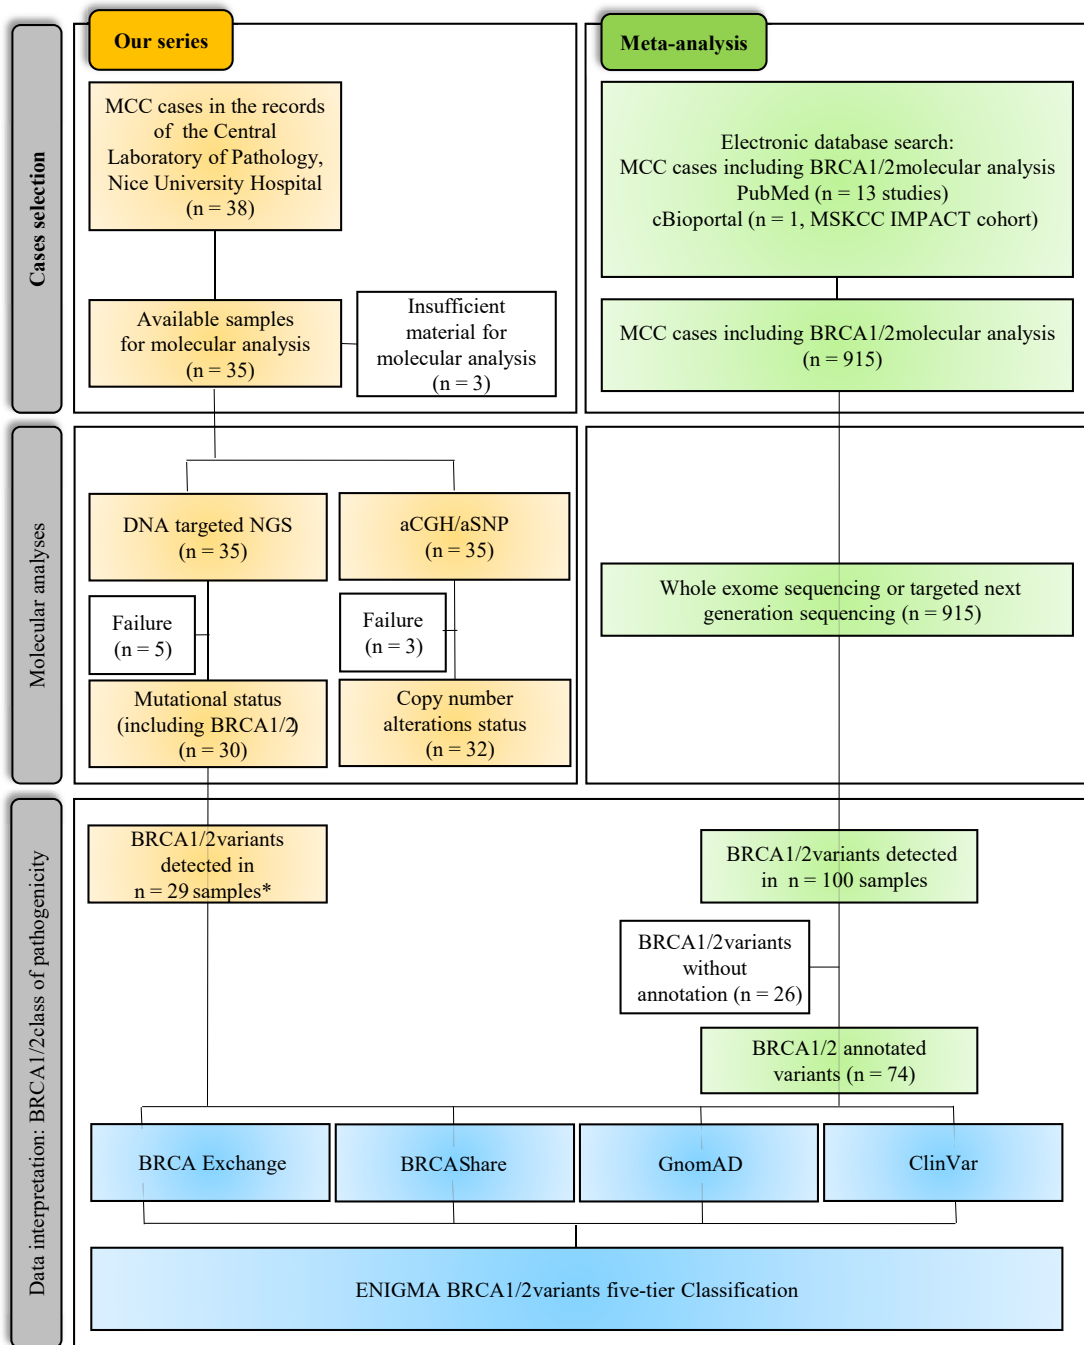 Cases selection
Our series
MCC cases in the records
of the Central
Laboratory of Pathology,
Nice University Hospital
(n = 38)
Available samples
for molecular analysis
(n = 35)
Insufficient
material for
molecular analysis
(n = 3)
Meta-analysis
Electronic database search:
MCC cases including BRCA1/2molecular analysis
PubMed (n = 13 studies)
cBioportal (n = 1, MSKCC IMPACT cohort)
MCC cases including BRCA1/2molecular analysis
(n = 915)
Molecular analyses
DNA targeted NGS
(n = 35)
aCGH/aSNP
(n = 35)
Failure
(n = 5)
Failure
(n = 3)
Mutational status
(including BRCA1/2)
(n = 30)
Copy number
alterations status
(n = 32)
Whole exome sequencing or targeted next
generation sequencing (n = 915)
Data interpretation: BRCA1/2class of pathogenicity
BRCA1/2variants
detected in
n = 29 samples*
BRCA1/2variants detected
in n = 100 samples
BRCA1/2variants
without
annotation (n = 26)
BRCA1/2 annotated
variants (n = 74)
BRCA Exchange
BRCAShare
GnomAD
ClinVar
ENIGMA BRCA1/2variants five-tier Classification